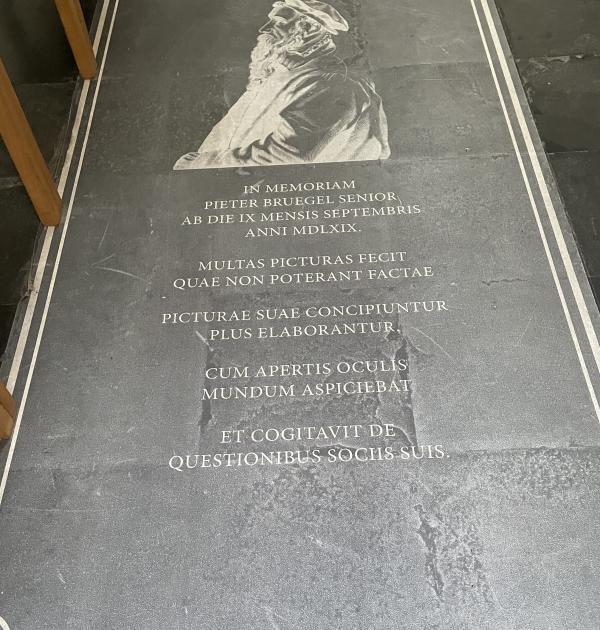 IN MEMORIAM
PIETER BRUEGEL SENIOR
AB DIE IX MENSIS SEPTEMBRIS
ANNI MDLXIX.
MULTAS PICTURAS FECIT
QUAE NON POTERANT FACTAE
PICTURAE SUAE CONCIPIUNTUR
PLUS ELABORANTUR.
CUM APERTIS OCULIS
MUNDUM ASPICIEBAT
ET COGITAVIT DE
QUESTIONIBUS SOCIIS SUIS.